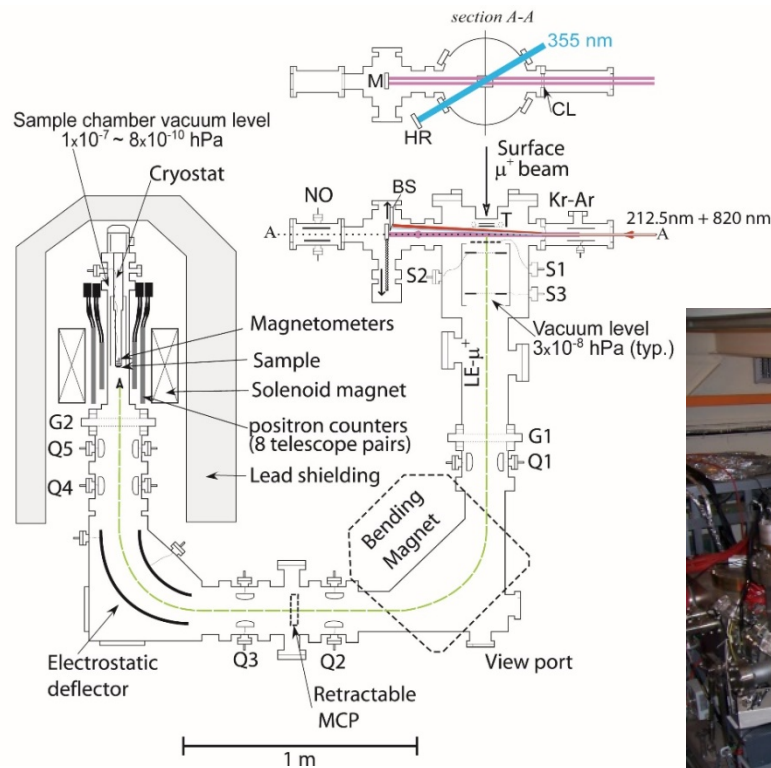 section A-A
355 nm
M
HR
CL
Sample chamber vacuum level
1x10⁻⁷ ~ 8x10⁻¹⁰ hPa
Cryostat
Surface
μ⁺ beam
NO
BS
T
Kr-Ar
212.5nm + 820 nm
A
A
S2
S1
S3
Magnetometers
Sample
Solenoid magnet
Vacuum level
3x10⁻⁸ hPa (typ.)
LE-μ⁺
G2
positron counters
(8 telescope pairs)
G1
Q5
Lead shielding
Q1
Q4
Bending
Magnet
Electrostatic
deflector
Q3
Q2
View port
Retractable
MCP
1 m